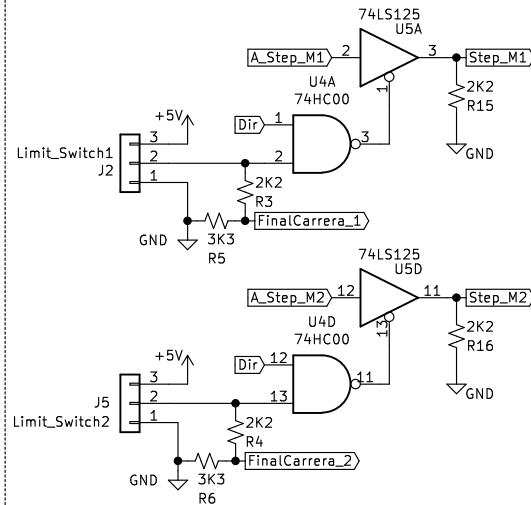 74LS125
U5A
A_Step_M1 2 3 Step_M1
1
2K2
R15
GND
U4A
74HC00
+5V
Dir 1
3
Limit_Switch1
J2
3
2
1
2
2K2
R3
FinalCarrera_1
GND
3K3
R5
74LS125
U5D
A_Step_M2 12 11 Step_M2
13
2K2
R16
GND
U4D
74HC00
+5V
Dir 12
11
J5
Limit_Switch2
3
2
1
13
2K2
R4
FinalCarrera_2
GND
3K3
R6